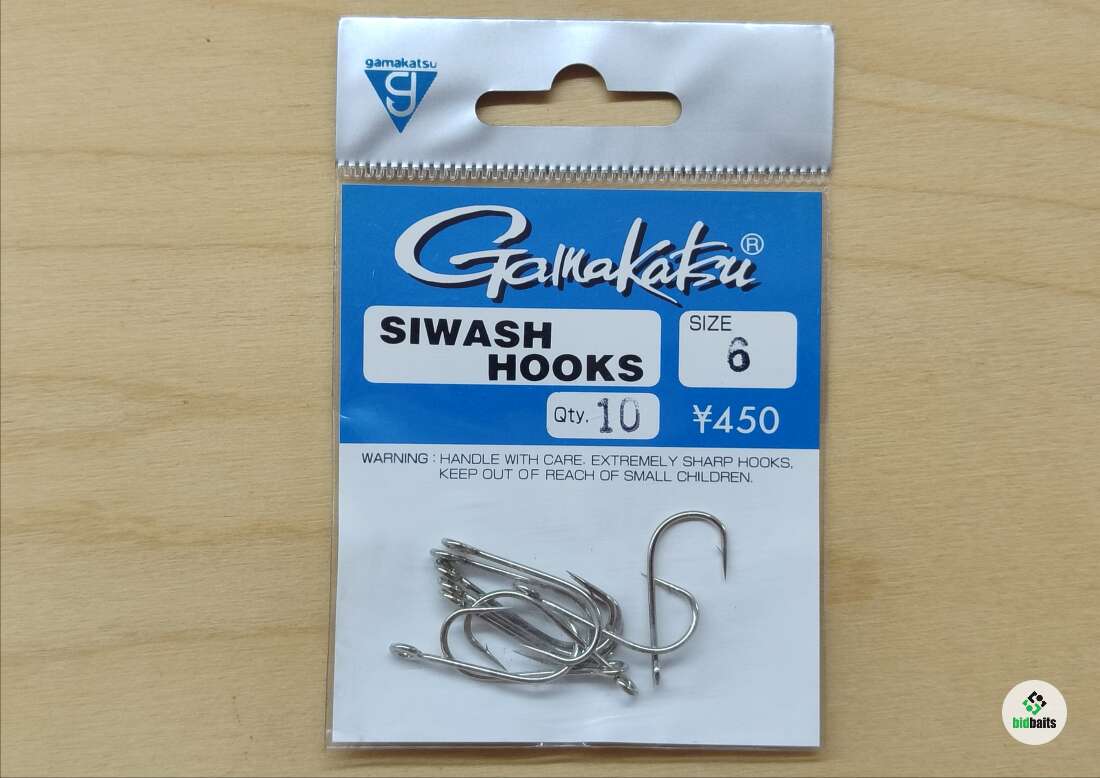 gamakatsu
g
Gamakatsu®
SIWASH
HOOKS
SIZE
6
Qty. 10
¥450
WARNING : HANDLE WITH CARE. EXTREMELY SHARP HOOKS,
KEEP OUT OF REACH OF SMALL CHILDREN.
bidbaits